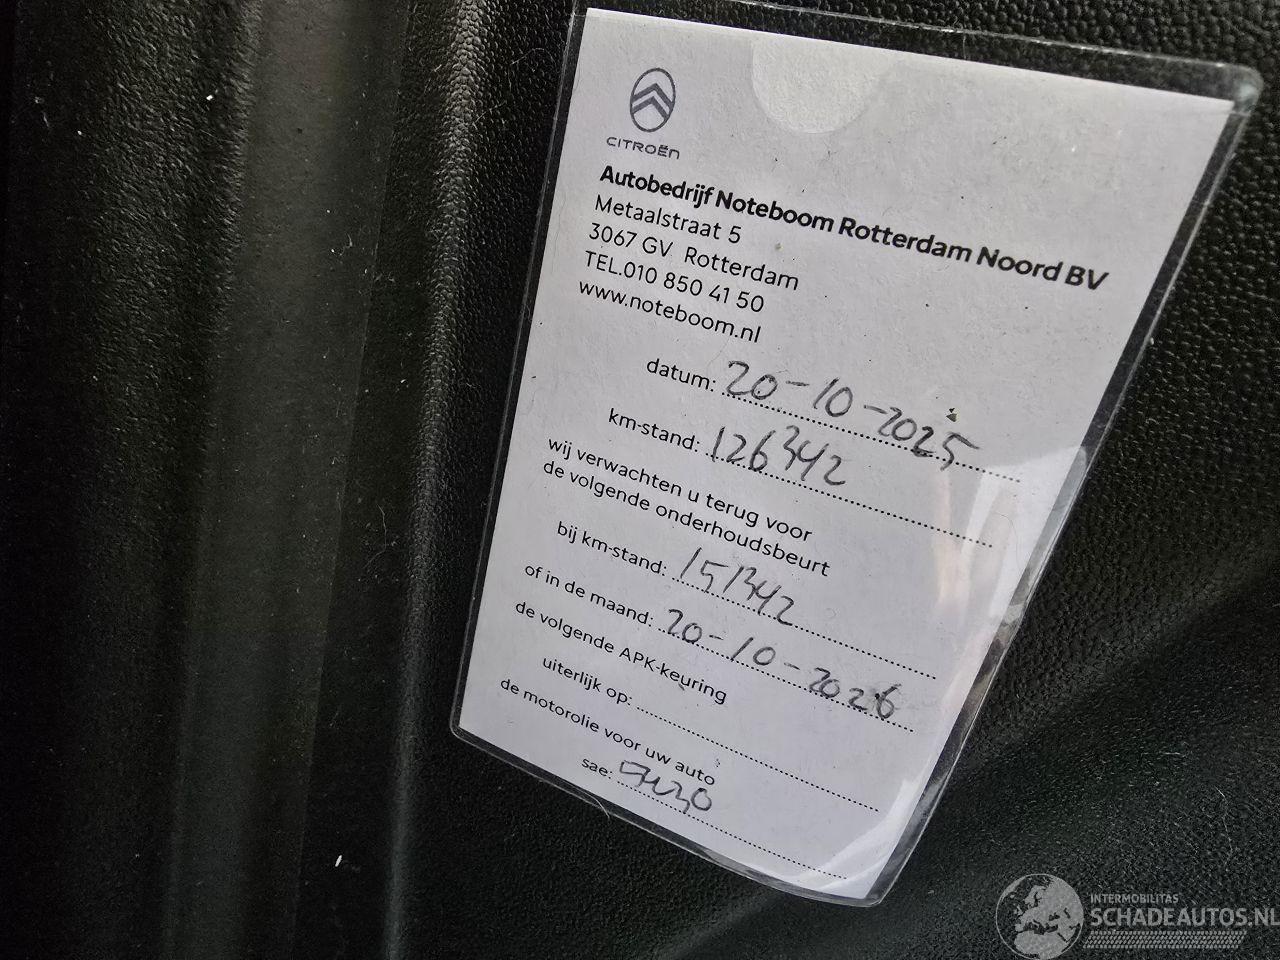 CITROËN
Autobedrijf Noteboom Rotterdam Noord BV
Metaalstraat 5
3067 GV Rotterdam
TEL.010 850 41 50
www.noteboom.nl
datum: 20-10-2025
km-stand: 126342
wij verwachten u terug voor
de volgende onderhoudsbeurt
bij km-stand: 151342
of in de maand: 20-10-2026
de volgende APK-keuring
uiterlijk op:
de motorolie voor uw auto
sae: 5w30
INTERMOBILITAS
SCHADEAUTOS.NL